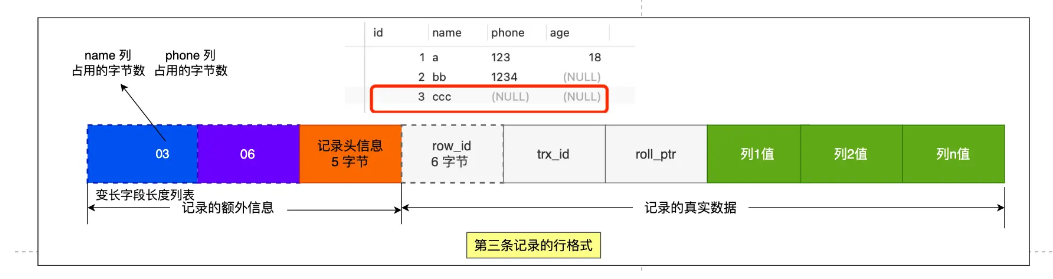 id name phone age
1 a 123 18
2 bb 1234 (NULL)
3 ccc (NULL) (NULL)
name 列
占用的字节数
phone 列
占用的字节数
03
06
记录头信息
5 字节
row_id
6 字节
trx_id
roll_ptr
列1值
列2值
列n值
变长字段长度列表
记录的额外信息
记录的真实数据
第三条记录的行格式